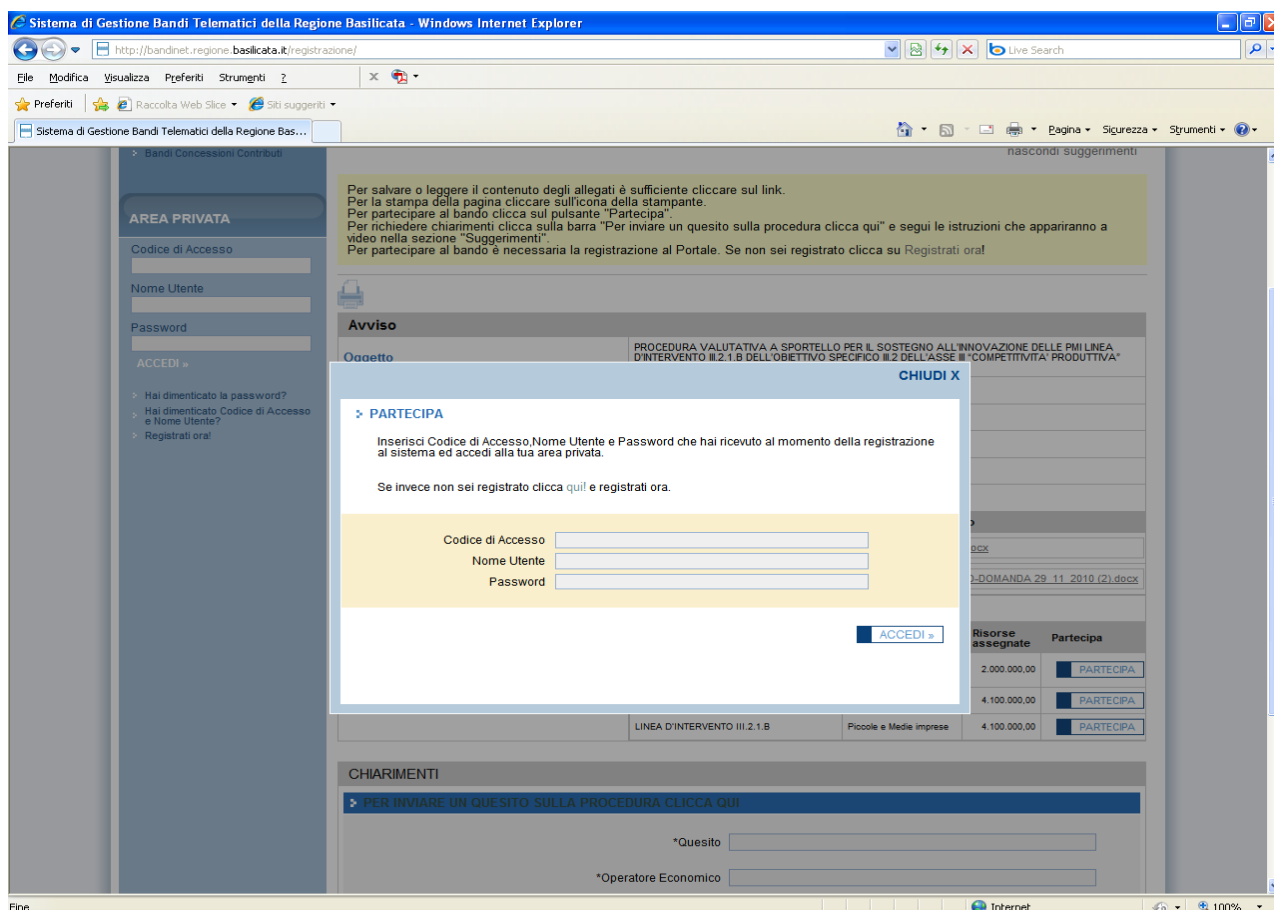 Sistema di Gestione Bandi Telematici della Regione Basilicata - Windows Internet Explorer
http://bandinet.regione.basilicata.it/registrazione/
Live Search
File Modifica Visualizza Preferiti Strumenti ?
Preferiti Raccolta Web Slice Siti suggeriti
Sistema di Gestione Bandi Telematici della Regione Bas...
Pagina Sicurezza Strumenti
Bandi Concessioni Contributi
nascondi suggerimenti
Per salvare o leggere il contenuto degli allegati è sufficiente cliccare sul link.
Per la stampa della pagina cliccare sull'icona della stampante.
Per partecipare al bando clicca sul pulsante "Partecipa".
Per richiedere chiarimenti clicca sulla barra "Per inviare un quesito sulla procedura clicca qui" e segui le istruzioni che appariranno a
video nella sezione "Suggerimenti".
Per partecipare al bando è necessaria la registrazione al Portale. Se non sei registrato clicca su Registrati ora!
AREA PRIVATA
Codice di Accesso
Nome Utente
Password
ACCEDI »
Hai dimenticato la password?
Hai dimenticato Codice di Accesso
e Nome Utente?
Registrati ora!
Avviso
Oggetto
PROCEDURA VALUTATIVA A SPORTELLO PER IL SOSTEGNO ALL'INNOVAZIONE DELLE PMI LINEA
D'INTERVENTO III.2.1.B DELL'OBIETTIVO SPECIFICO III.2 DELL'ASSE III "COMPETITIVITA' PRODUTTIVA"
CHIUDI X
PARTECIPA
Inserisci Codice di Accesso,Nome Utente e Password che hai ricevuto al momento della registrazione
al sistema ed accedi alla tua area privata.
Se invece non sei registrato clicca qui! e registrati ora.
Codice di Accesso
Nome Utente
Password
ACCEDI »
ocx
-DOMANDA 29_11_2010 (2).docx
Risorse
assegnate
Partecipa
2.000.000,00 PARTECIPA
4.100.000,00 PARTECIPA
LINEA D'INTERVENTO III.2.1.B Piccole e Medie imprese 4.100.000,00 PARTECIPA
CHIARIMENTI
PER INVIARE UN QUESITO SULLA PROCEDURA CLICCA QUI
*Quesito
*Operatore Economico
Fine
Internet
100%